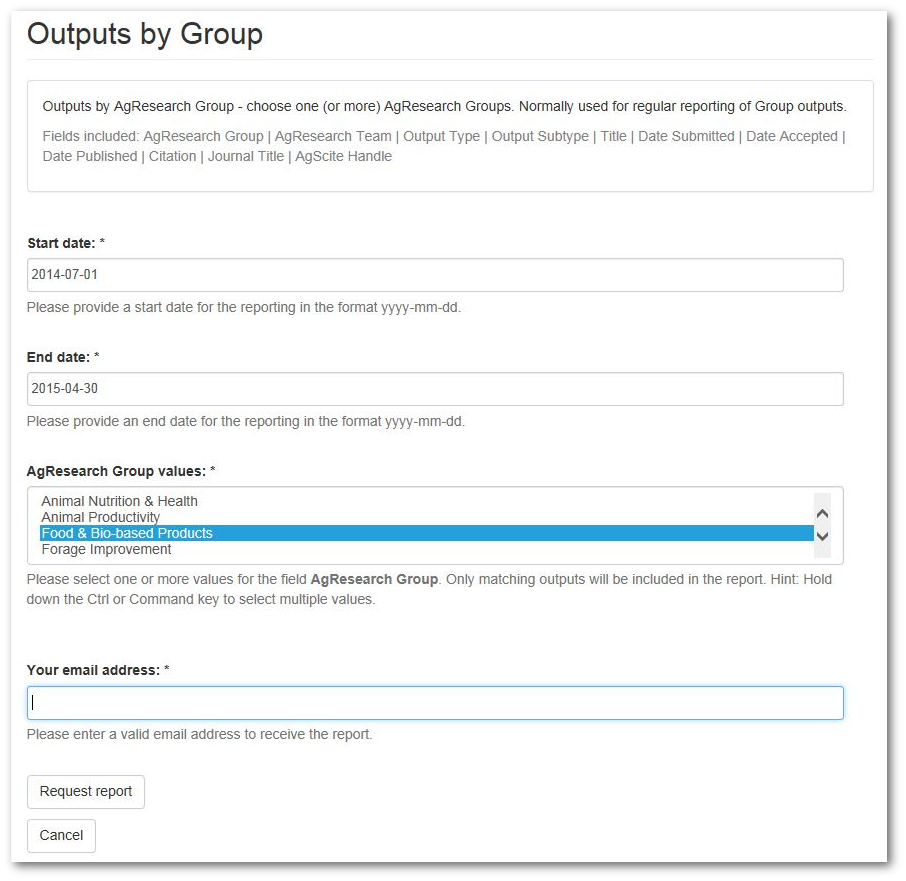 Outputs by Group
Outputs by AgResearch Group - choose one (or more) AgResearch Groups. Normally used for regular reporting of Group outputs.
Fields included: AgResearch Group | AgResearch Team | Output Type | Output Subtype | Title | Date Submitted | Date Accepted |
Date Published | Citation | Journal Title | AgScite Handle
Start date: *
2014-07-01
Please provide a start date for the reporting in the format yyyy-mm-dd.
End date: *
2015-04-30
Please provide an end date for the reporting in the format yyyy-mm-dd.
AgResearch Group values: *
Animal Nutrition & Health
Animal Productivity
Food & Bio-based Products
Forage Improvement
Please select one or more values for the field AgResearch Group. Only matching outputs will be included in the report. Hint: Hold
down the Ctrl or Command key to select multiple values.
Your email address: *
Please enter a valid email address to receive the report.
Request report
Cancel